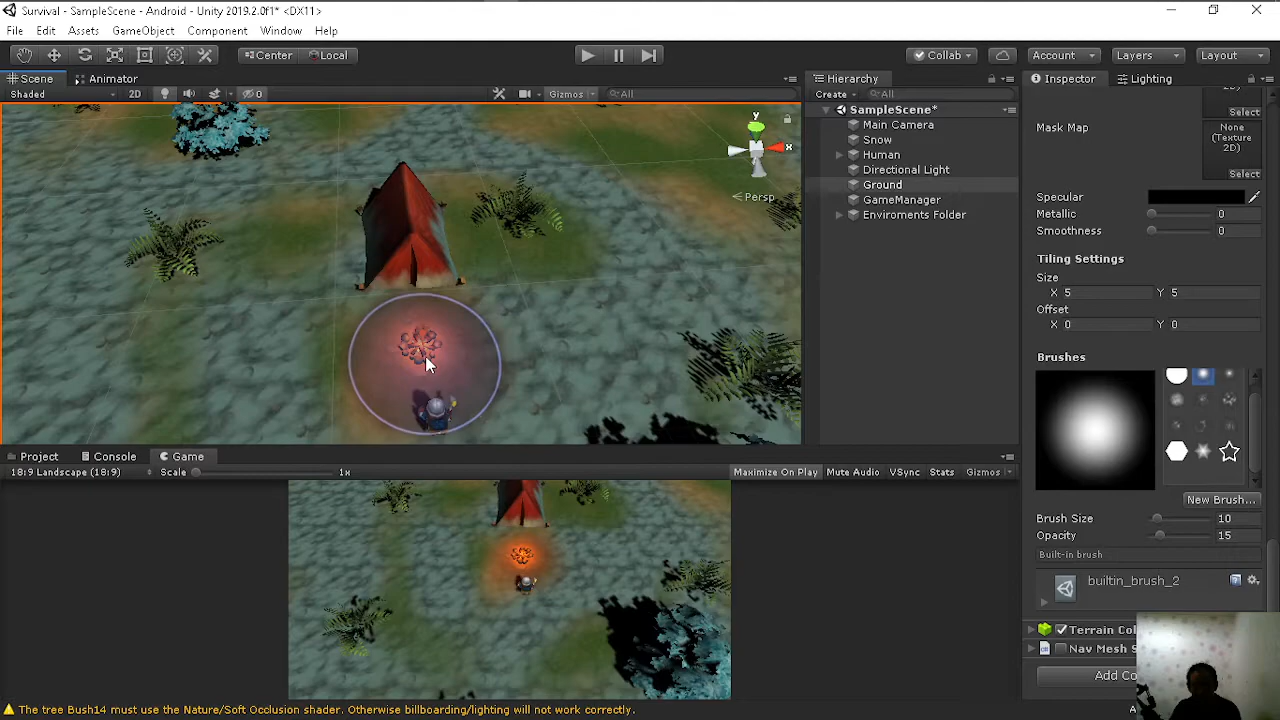 Survival - SampleScene - Android - Unity 2019.2.0f1* <DX11>
File Edit Assets GameObject Component Window Help
Center Local Collab Account Layers Layout
Scene Animator
Shaded 2D 0 Gizmos All
y
x
Persp
Hierarchy
Create All
SampleScene*
Main Camera
Snow
Human
Directional Light
Ground
GameManager
Enviroments Folder
Inspector Lighting
Select
Mask Map
None
(Texture
2D)
Select
Specular
Metallic 0
Smoothness 0
Tiling Settings
Size
X 5 Y 5
Offset
X 0 Y 0
Brushes
New Brush...
Brush Size 10
Opacity 15
Built-in brush
builtin_brush_2
Terrain Col
Nav Mesh S
Add Co
Project Console Game
18:9 Landscape (18:9) Scale 1x Maximize On Play Mute Audio VSync Stats Gizmos
The tree Bush14 must use the Nature/Soft Occlusion shader. Otherwise billboarding/lighting will not work correctly.